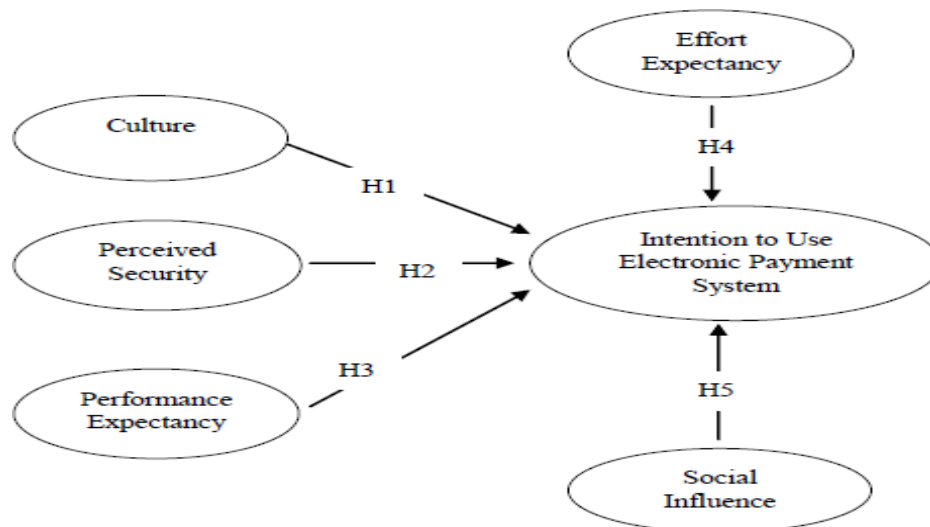 Effort
Expectancy
Culture
H4
H1
Perceived
Security
H2
Intention to Use
Electronic Payment
System
H3
Performance
Expectancy
H5
Social
Influence